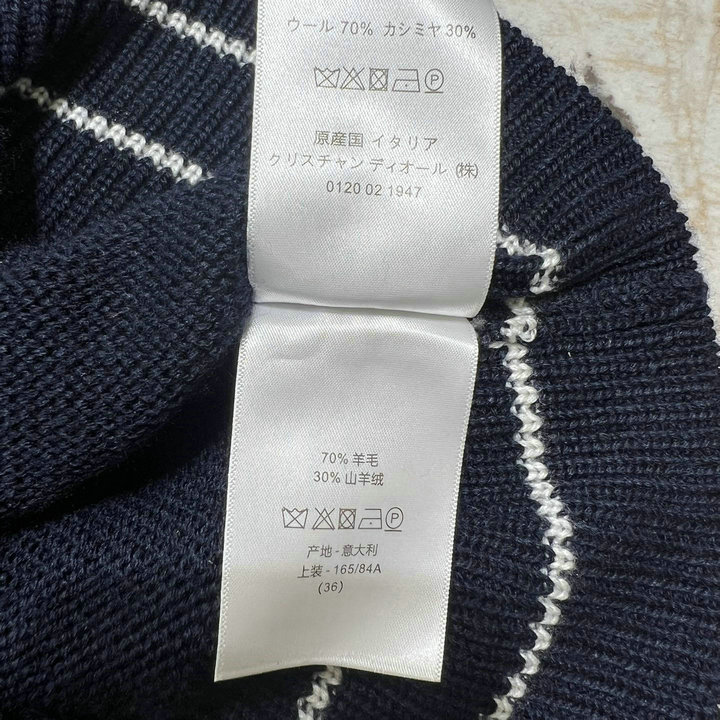 ウール 70% カシミヤ 30%
原産国 イタリア
クリスチャン ディオール (株)
0120 02 1947
70% 羊毛
30% 山羊绒
产地 - 意大利
上装 - 165/84A
(36)